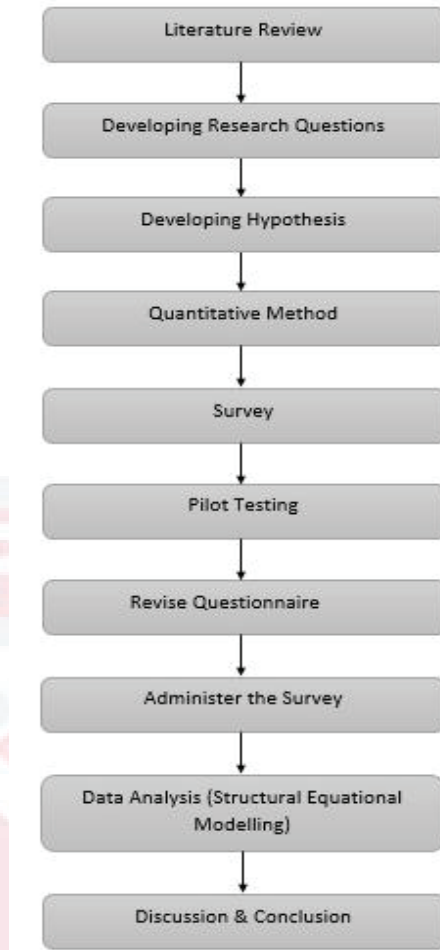 Literature Review
Developing Research Questions
Developing Hypothesis
Quantitative Method
Survey
Pilot Testing
Revise Questionnaire
Administer the Survey
Data Analysis (Structural Equational
Modelling)
Discussion & Conclusion